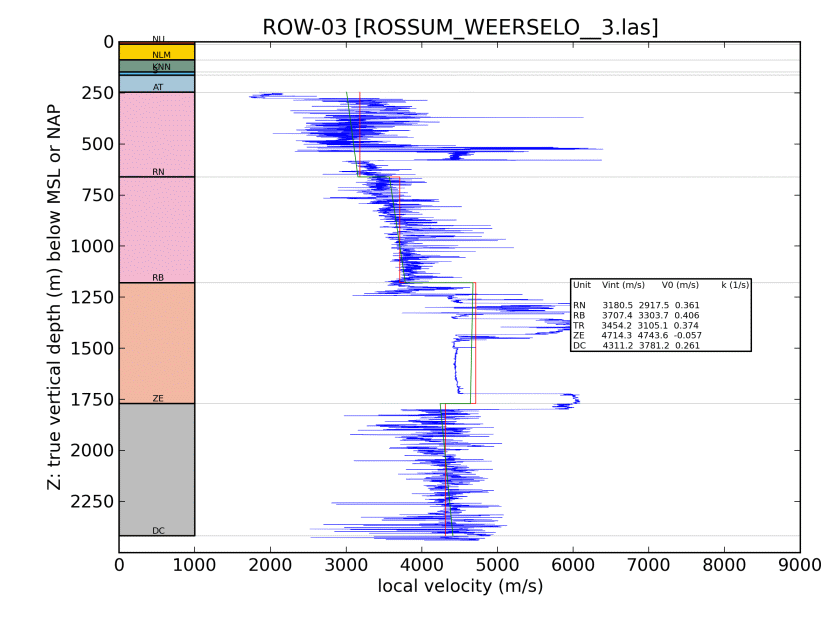 ROW-03 [ROSSUM_WEERSELO__3.las]
0
250
500
750
1000
1250
1500
1750
2000
2250
Z: true vertical depth (m) below MSL or NAP
NU
NLM
KNN
AT
RN
RB
ZE
DC
Unit Vint (m/s) V0 (m/s) k (1/s)
RN 3180.5 2917.5 0.361
RB 3707.4 3303.7 0.406
TR 3454.2 3105.1 0.374
ZE 4714.3 4743.6 -0.057
DC 4311.2 3781.2 0.261
0 1000 2000 3000 4000 5000 6000 7000 8000 9000
local velocity (m/s)